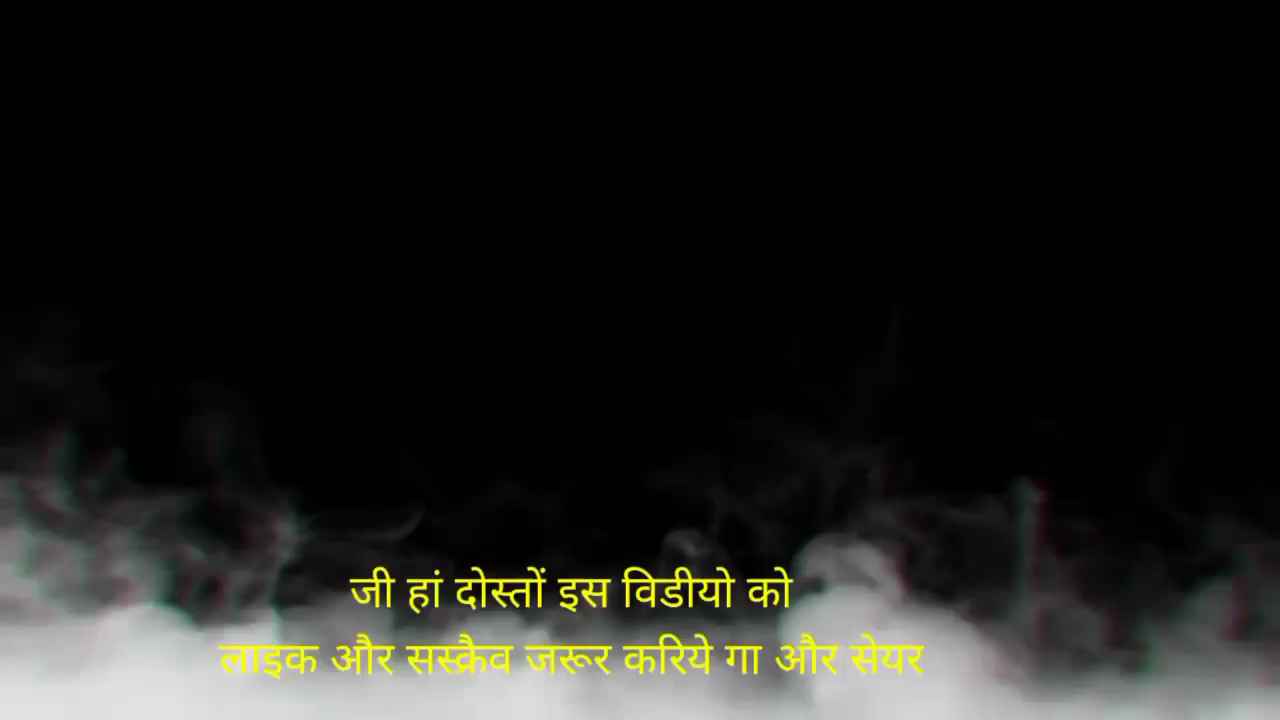 जी हां दोस्तों इस विडीयो को
लाइक और सस्क्रैव जरूर करिये गा और सेयर